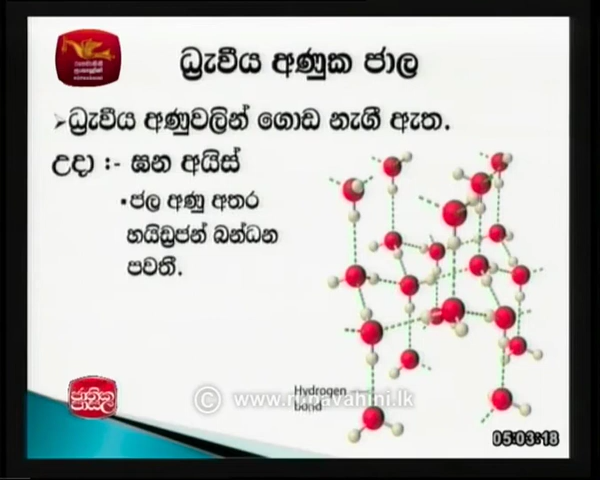 ධ්‍රැවීය අණුක ජාල
➢ධ්‍රැවීය අණුවලින් ගොඩ නැගී ඇත.
උදා :- ඝන අයිස්
•ජල අණු අතර
හයිඩ්‍රජන් බන්ධන
පවතී.
Hydrogen
bond
ජාතික
පාසල
© www.rupavahini.lk
05:03:18